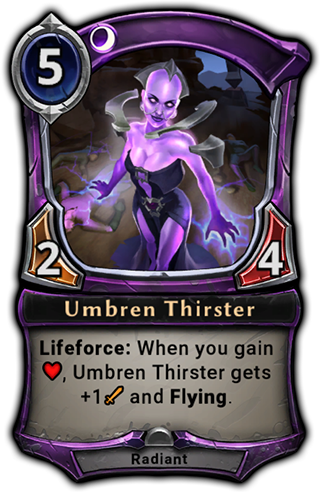 5
2
4
Umbren Thirster
Lifeforce: When you gain
, Umbren Thirster gets
+1 and Flying.
Radiant